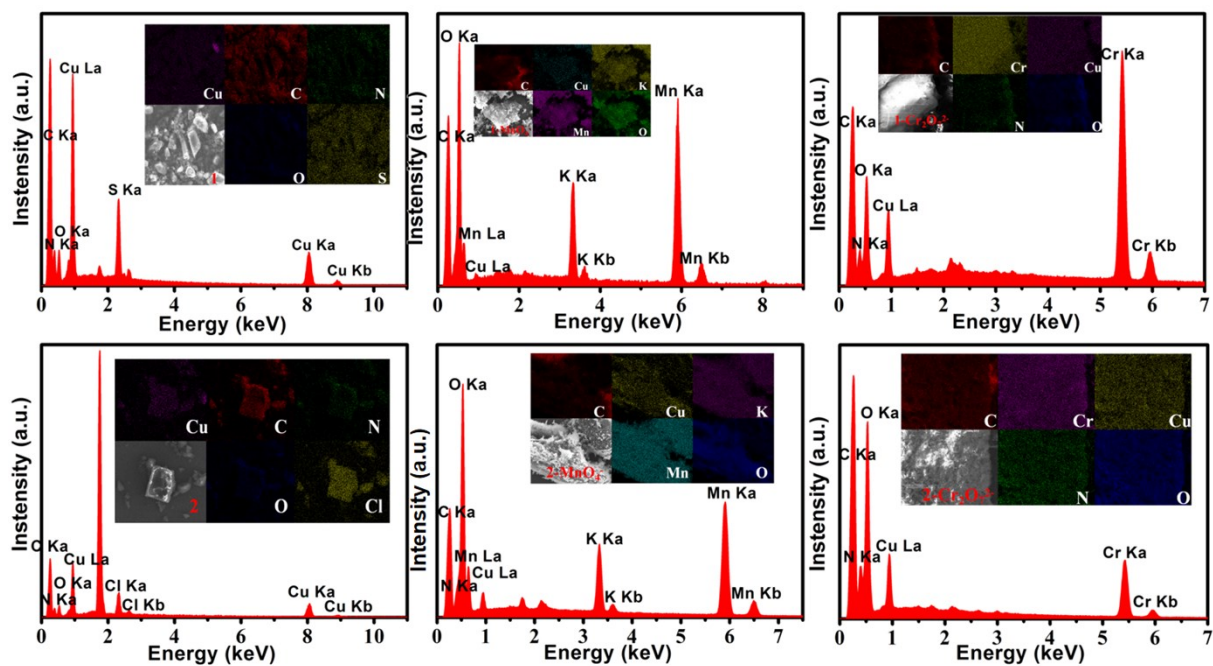 Instensity (a.u.)
C Ka
N Ka
O Ka
Cu La
S Ka
Cu Ka
Cu Kb
Cu
C
N
1
O
S
0 2 4 6 8 10
Energy (keV)
Instensity (a.u.)
O Ka
C Ka
Mn La
Cu La
K Ka
K Kb
Mn Ka
Mn Kb
C
Cu
K
Mn
O
0 2 4 6 8
Energy (keV)
Instensity (a.u.)
C Ka
O Ka
N Ka
Cu La
Cr Ka
Cr Kb
C
Cr
Cu
1-Cr₂O₇²⁻
N
O
0 1 2 3 4 5 6 7
Energy (keV)
Instensity (a.u.)
O Ka
O Ka
N Ka
Cu La
Cl Ka
Cl Kb
Cu Ka
Cu Kb
Cu
C
N
2
O
Cl
0 2 4 6 8 10
Energy (keV)
Intensity (a.u.)
O Ka
C Ka
N Ka
Mn La
Cu La
K Ka
K Kb
Mn Ka
Mn Kb
C
Cu
K
2-MnO₄⁻
Mn
O
0 1 2 3 4 5 6 7
Energy (keV)
Instensity (a.u.)
O Ka
C Ka
N Ka
Cu La
Cr Ka
Cr Kb
C
Cr
Cu
2-Cr₂O₇²⁻
N
O
0 1 2 3 4 5 6 7
Energy (keV)